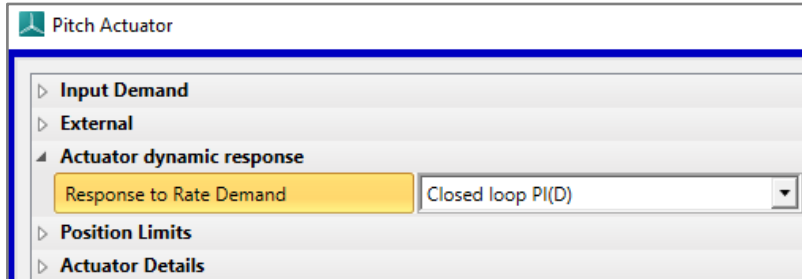 Pitch Actuator
Input Demand
External
Actuator dynamic response
Response to Rate Demand Closed loop PI(D)
Position Limits
Actuator Details